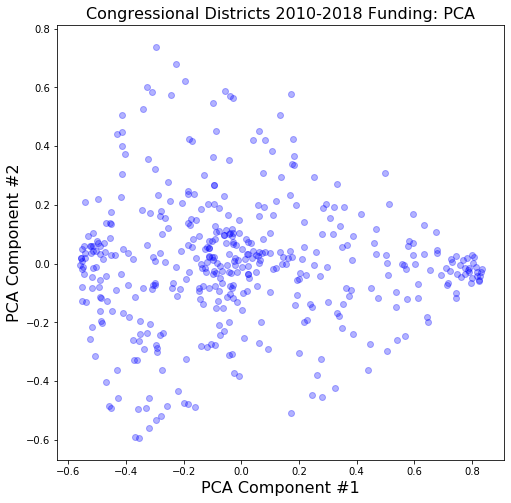 Congressional Districts 2010-2018 Funding: PCA
0.8
0.6
0.4
0.2
0.0
−0.2
−0.4
−0.6
PCA Component #2
−0.6 −0.4 −0.2 0.0 0.2 0.4 0.6 0.8
PCA Component #1